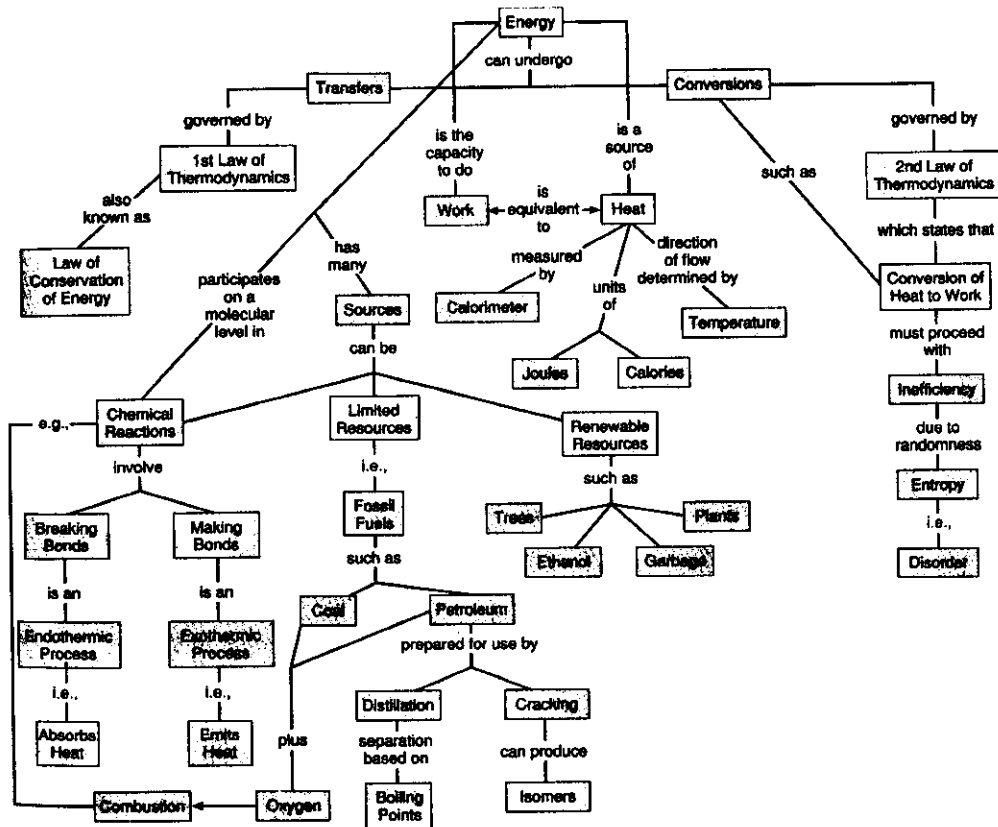 Energy
can undergo
Transfers
Conversions
governed by
is the
capacity
to do
is a
source
of
governed by
1st Law of
Thermodynamics
such as
2nd Law of
Thermodynamics
also
known as
Work
is
equivalent
to
Heat
which states that
Law of
Conservation
of Energy
participates
on a
molecular
level in
has
many
measured
by
units
of
direction
of flow
determined by
Conversion of
Heat to Work
Sources
Calorimeter
Temperature
must proceed
with
can be
Joules
Calories
Inefficiency
e.g.,
Chemical
Reactions
Limited
Resources
Renewable
Resources
due to
randomness
involve
i.e.,
such as
Entropy
Breaking
Bonds
Making
Bonds
Fossil
Fuels
Trees
Ethanol
Garbage
Plants
i.e.,
Disorder
is an
is an
such as
Coal
Petroleum
Endothermic
Process
Exothermic
Process
prepared for use by
i.e.,
i.e.,
Distillation
Cracking
Absorbs
Heat
Emits
Heat
plus
separation
based on
can produce
Combustion
Oxygen
Boiling
Points
Isomers